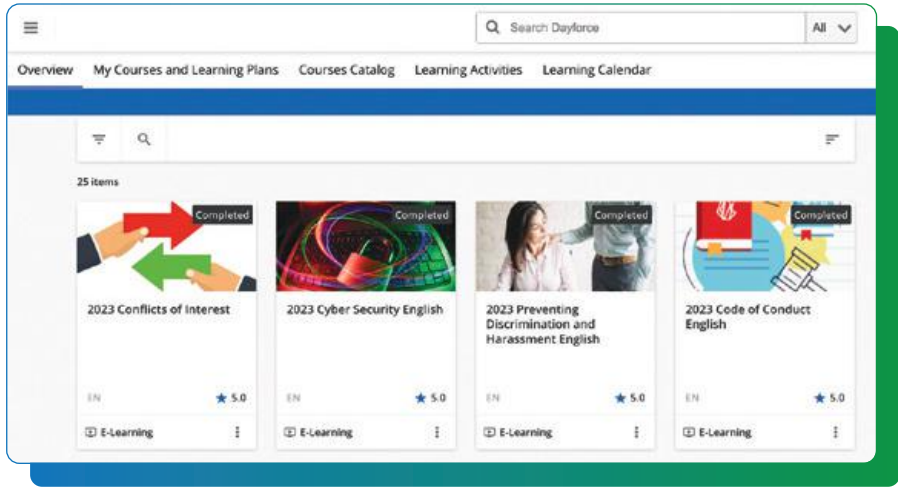 Search Dayforce All
Overview My Courses and Learning Plans Courses Catalog Learning Activities Learning Calendar
25 items
Completed
2023 Conflicts of Interest
EN 5.0
E-Learning
Completed
2023 Cyber Security English
EN 5.0
E-Learning
Completed
2023 Preventing
Discrimination and
Harassment English
EN 5.0
E-Learning
Completed
2023 Code of Conduct
English
EN 5.0
E-Learning